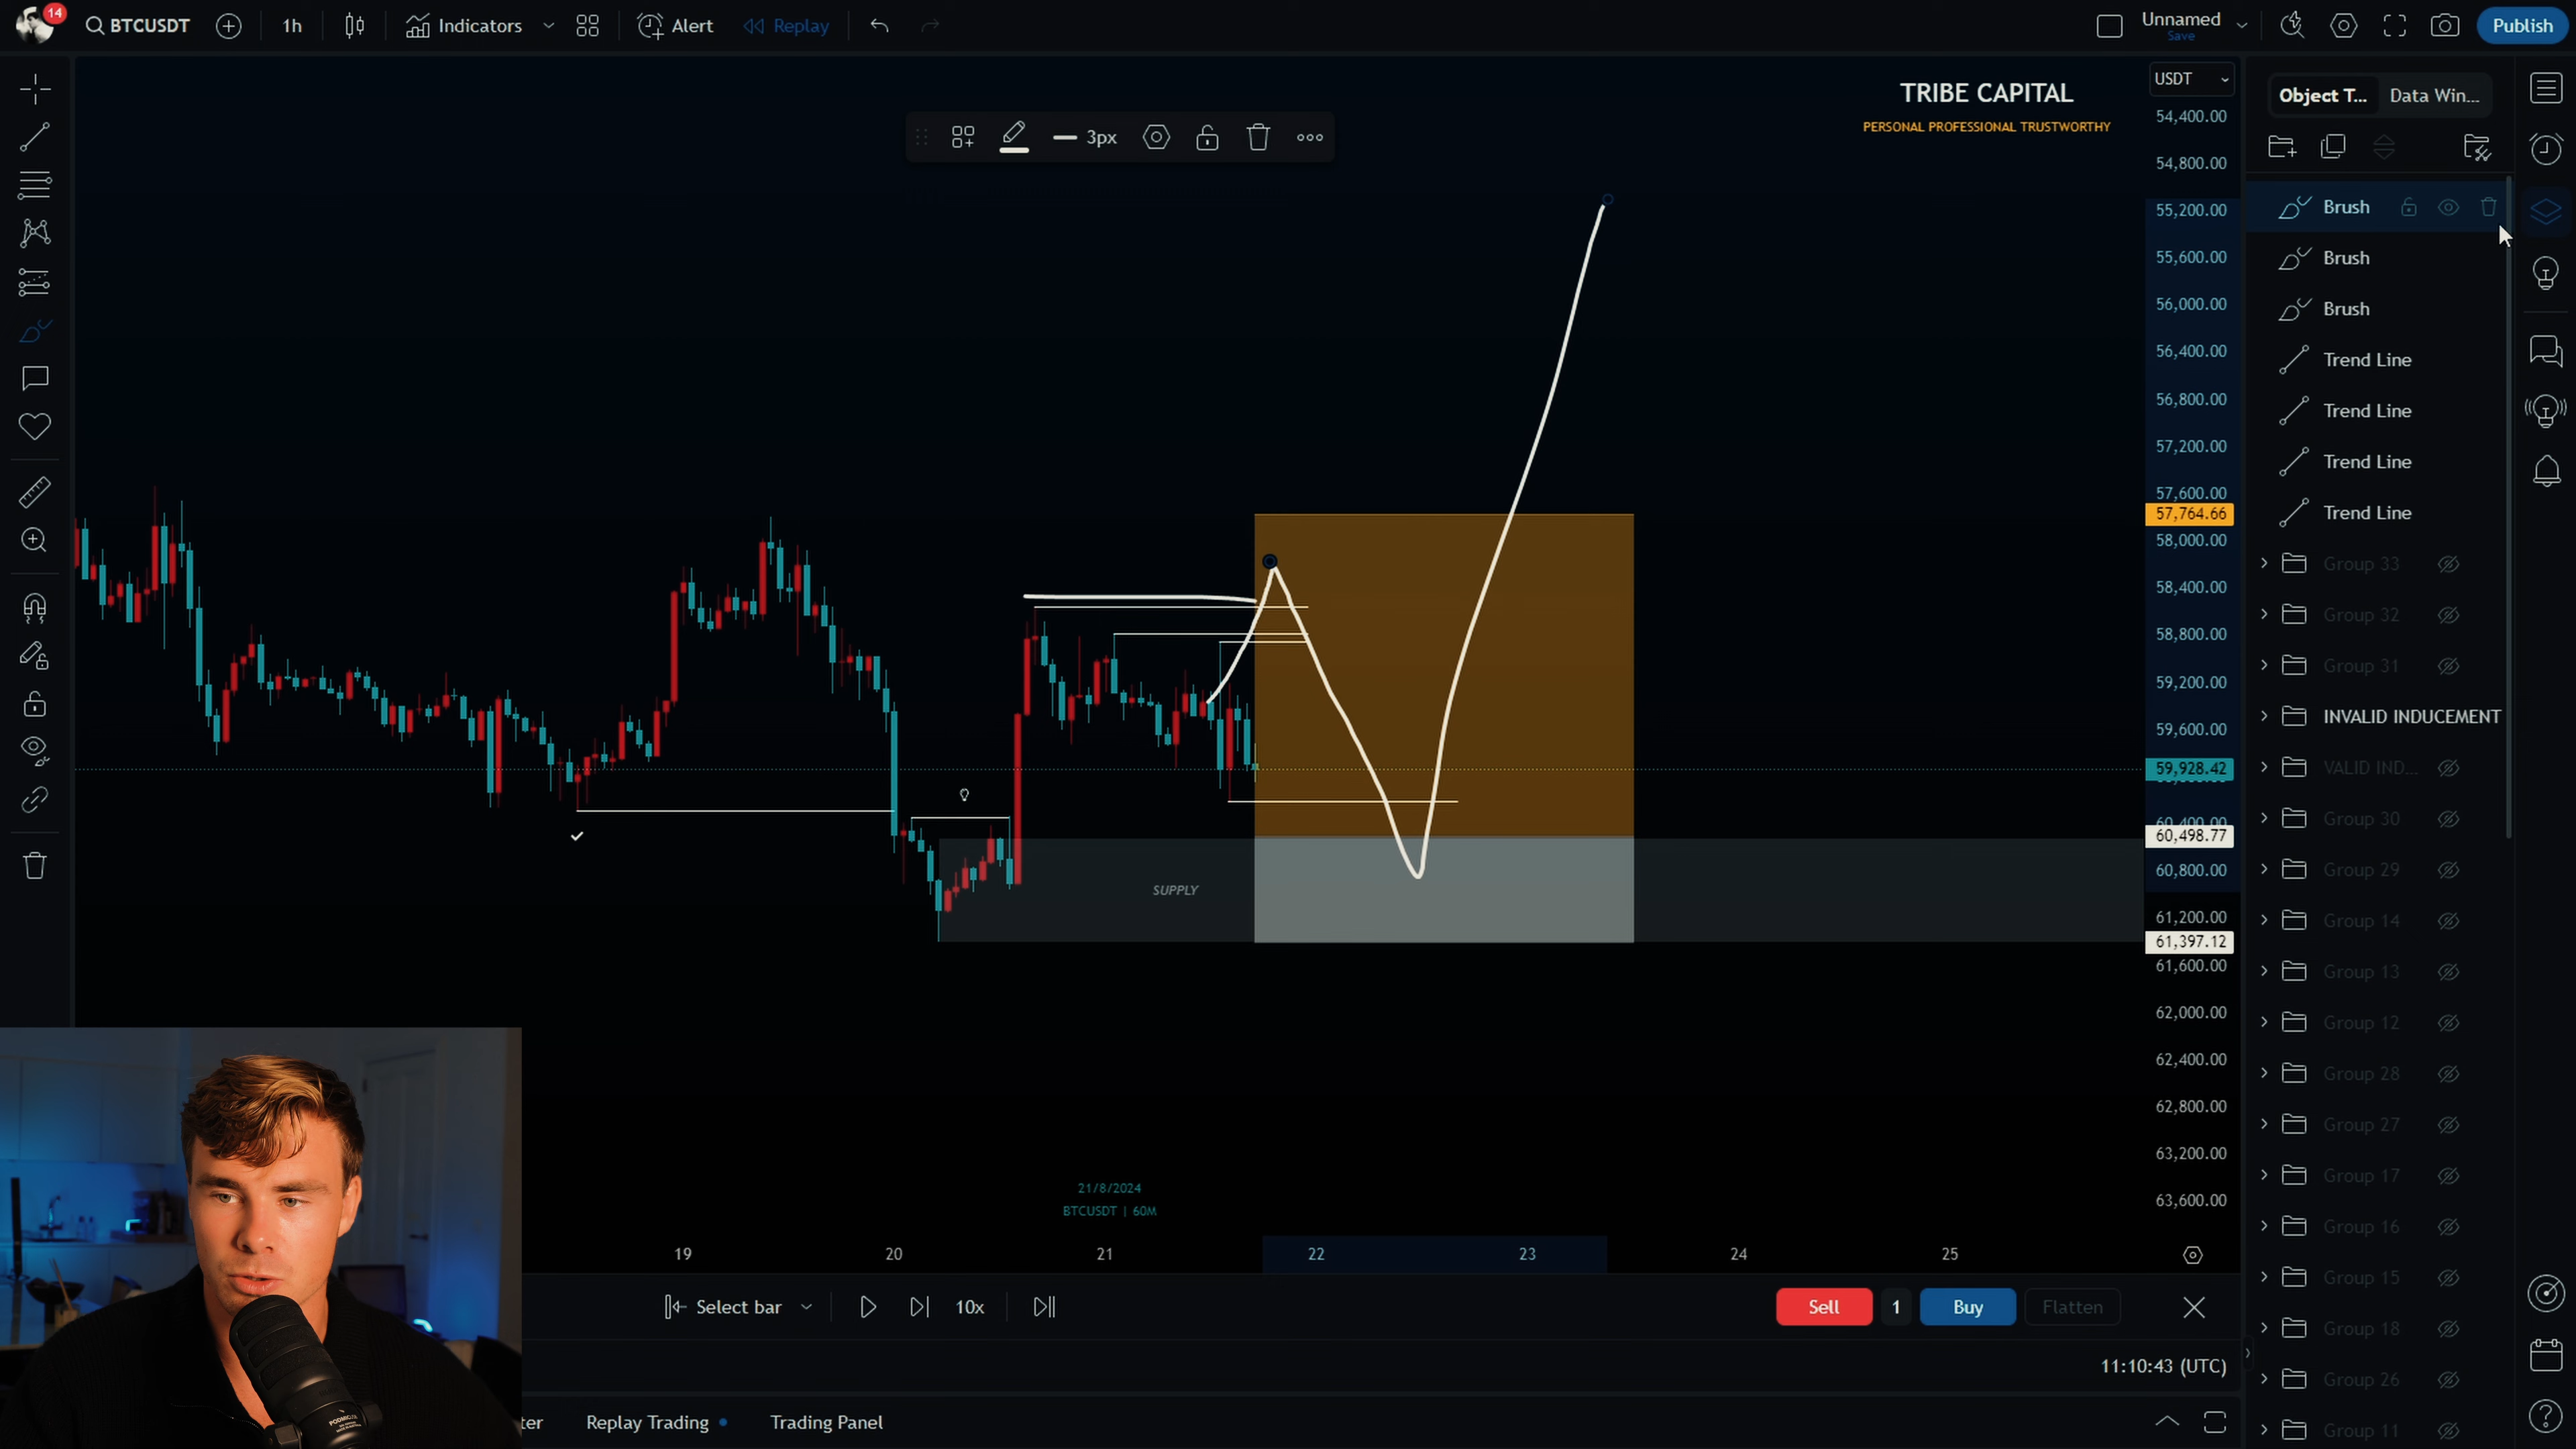 14
BTCUSDT
1h
Indicators
Alert
Replay
Unnamed
Save
Publish
TRIBE CAPITAL
PERSONAL PROFESSIONAL TRUSTWORTHY
3px
USDT
54,400.00
54,800.00
55,200.00
55,600.00
56,000.00
56,400.00
56,800.00
57,200.00
57,600.00
57,764.66
58,000.00
58,400.00
58,800.00
59,200.00
59,600.00
59,928.42
60,400.00
60,498.77
60,800.00
61,200.00
61,397.12
61,600.00
62,000.00
62,400.00
62,800.00
63,200.00
63,600.00
Object T...
Data Win...
Brush
Brush
Brush
Trend Line
Trend Line
Trend Line
Trend Line
Group 33
Group 32
Group 31
INVALID INDUCEMENT
VALID IND...
Group 30
Group 29
Group 14
Group 13
Group 12
Group 28
Group 27
Group 17
Group 16
Group 15
Group 18
Group 26
Group 11
SUPPLY
21/8/2024
BTCUSDT | 60M
19
20
21
22
23
24
25
Select bar
10x
Sell
1
Buy
Flatten
11:10:43 (UTC)
ter
Replay Trading
Trading Panel